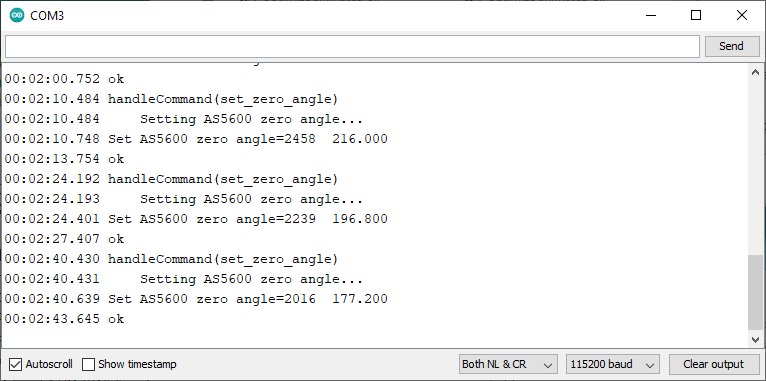 COM3
Send
00:02:00.752 ok
00:02:10.484 handleCommand(set_zero_angle)
00:02:10.484     Setting AS5600 zero angle...
00:02:10.748 Set AS5600 zero angle=2458  216.000
00:02:13.754 ok
00:02:24.192 handleCommand(set_zero_angle)
00:02:24.193     Setting AS5600 zero angle...
00:02:24.401 Set AS5600 zero angle=2239  196.800
00:02:27.407 ok
00:02:40.430 handleCommand(set_zero_angle)
00:02:40.431     Setting AS5600 zero angle...
00:02:40.639 Set AS5600 zero angle=2016  177.200
00:02:43.645 ok
Autoscroll Show timestamp Both NL & CR 115200 baud Clear output